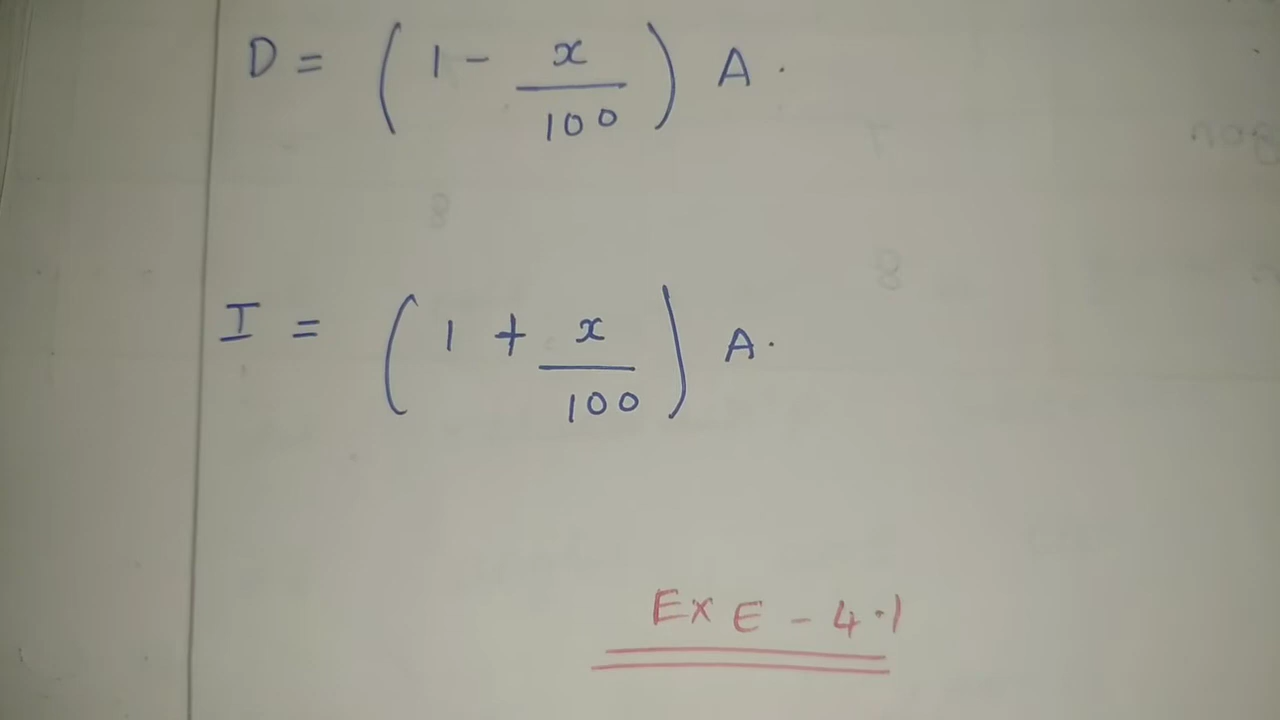 D = (1 - x/100) A.
I = (1 + x/100) A.
ExE - 4.1